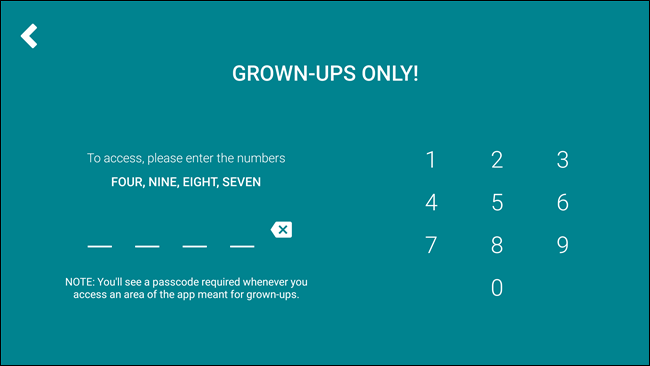 GROWN-UPS ONLY!
To access, please enter the numbers
FOUR, NINE, EIGHT, SEVEN
NOTE: You'll see a passcode required whenever you
access an area of the app meant for grown-ups.
1 2 3
4 5 6
7 8 9
0